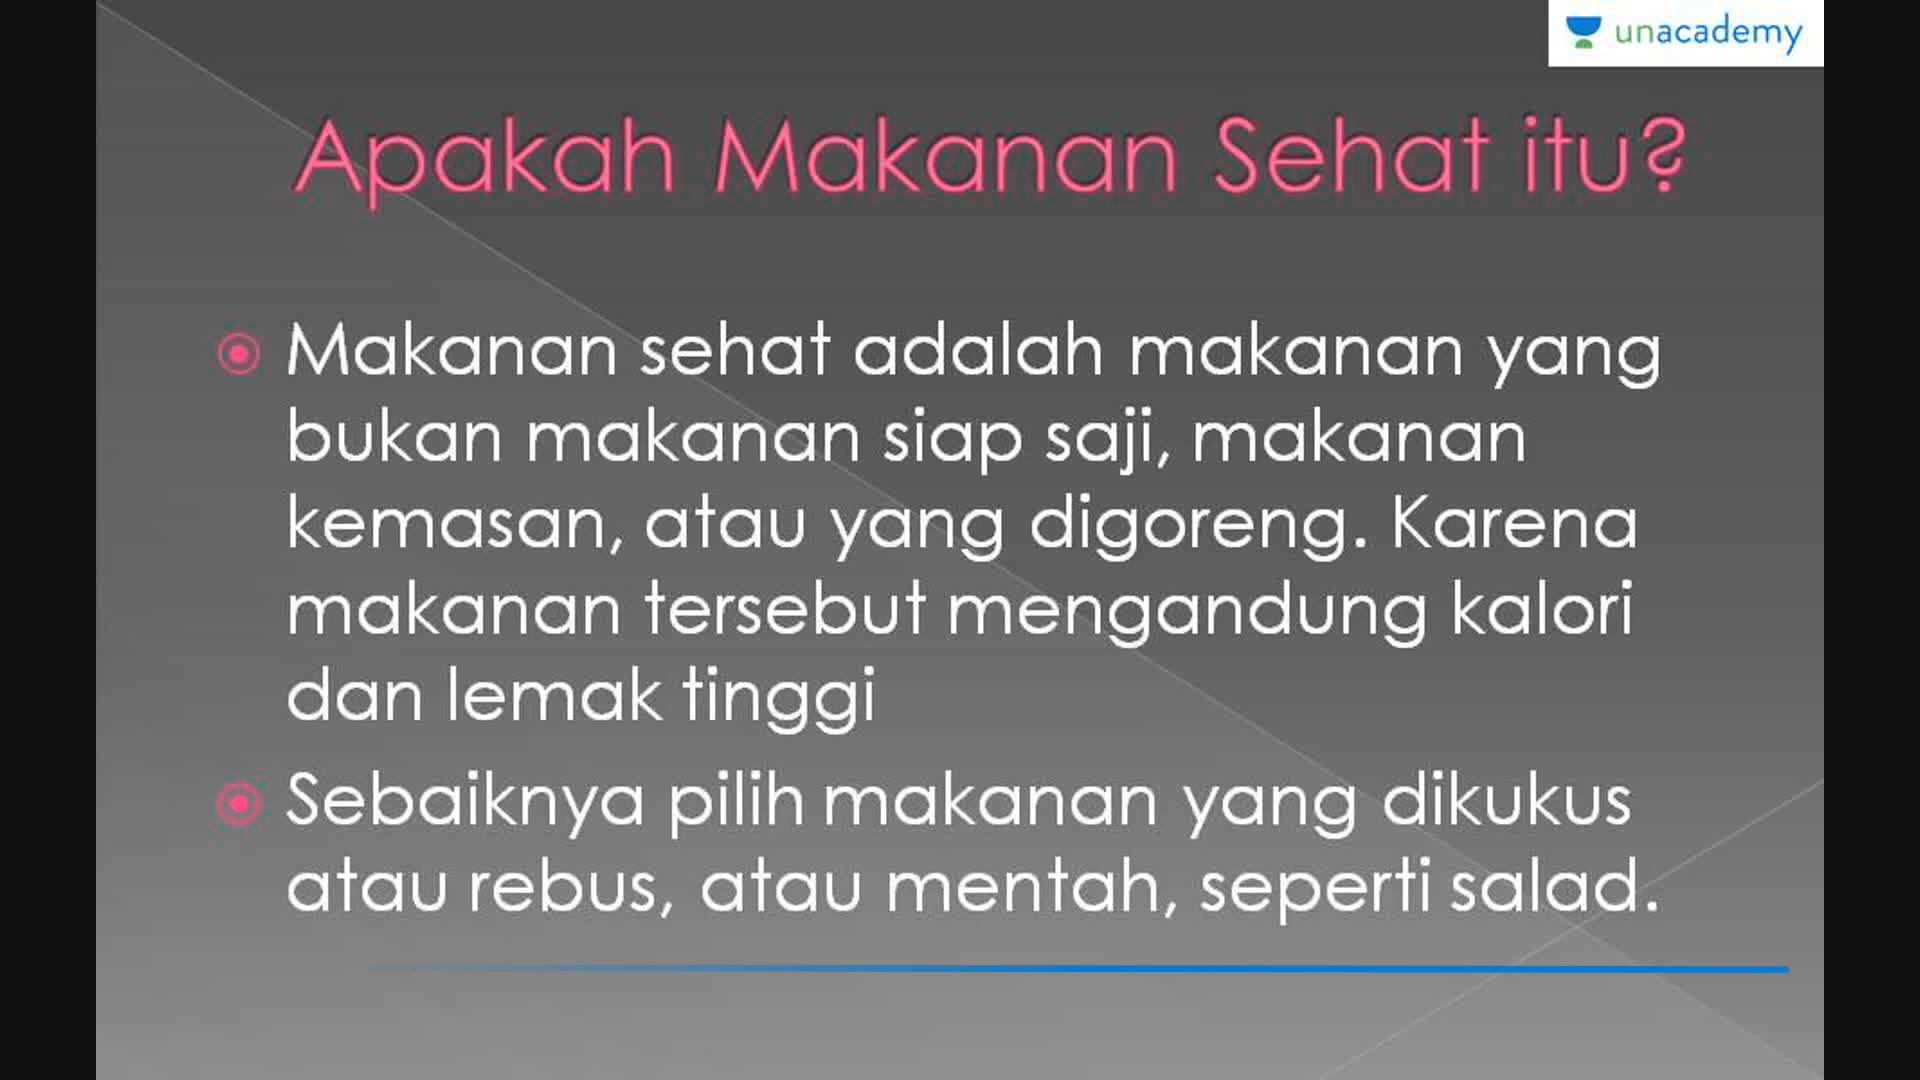 unacademy
Apakah Makanan Sehat itu?
Makanan sehat adalah makanan yang
bukan makanan siap saji, makanan
kemasan, atau yang digoreng. Karena
makanan tersebut mengandung kalori
dan lemak tinggi
Sebaiknya pilih makanan yang dikukus
atau rebus, atau mentah, seperti salad.